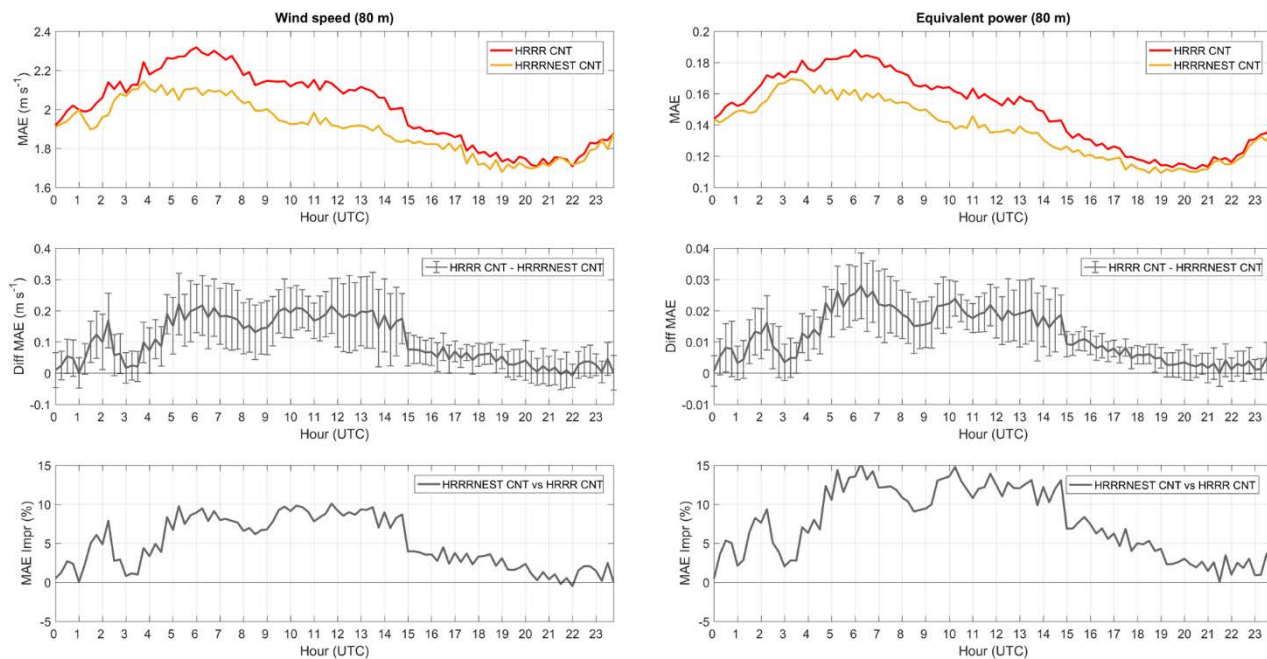 Wind speed (80 m)
2.4
2.2
2
1.8
1.6
MAE (m s⁻¹)
HRRR CNT
HRRRNEST CNT
0 1 2 3 4 5 6 7 8 9 10 11 12 13 14 15 16 17 18 19 20 21 22 23
Hour (UTC)
Equivalent power (80 m)
0.2
0.18
0.16
0.14
0.12
0.1
MAE
HRRR CNT
HRRRNEST CNT
0 1 2 3 4 5 6 7 8 9 10 11 12 13 14 15 16 17 18 19 20 21 22 23
Hour (UTC)
0.4
0.3
0.2
0.1
0
-0.1
Diff MAE (m s⁻¹)
HRRR CNT - HRRRNEST CNT
0 1 2 3 4 5 6 7 8 9 10 11 12 13 14 15 16 17 18 19 20 21 22 23
Hour (UTC)
0.04
0.03
0.02
0.01
0
-0.01
Diff MAE
HRRR CNT - HRRRNEST CNT
0 1 2 3 4 5 6 7 8 9 10 11 12 13 14 15 16 17 18 19 20 21 22 23
Hour (UTC)
15
10
5
0
-5
MAE Impr (%)
HRRRNEST CNT vs HRRR CNT
0 1 2 3 4 5 6 7 8 9 10 11 12 13 14 15 16 17 18 19 20 21 22 23
Hour (UTC)
15
10
5
0
-5
MAE Impr (%)
HRRRNEST CNT vs HRRR CNT
0 1 2 3 4 5 6 7 8 9 10 11 12 13 14 15 16 17 18 19 20 21 22 23
Hour (UTC)